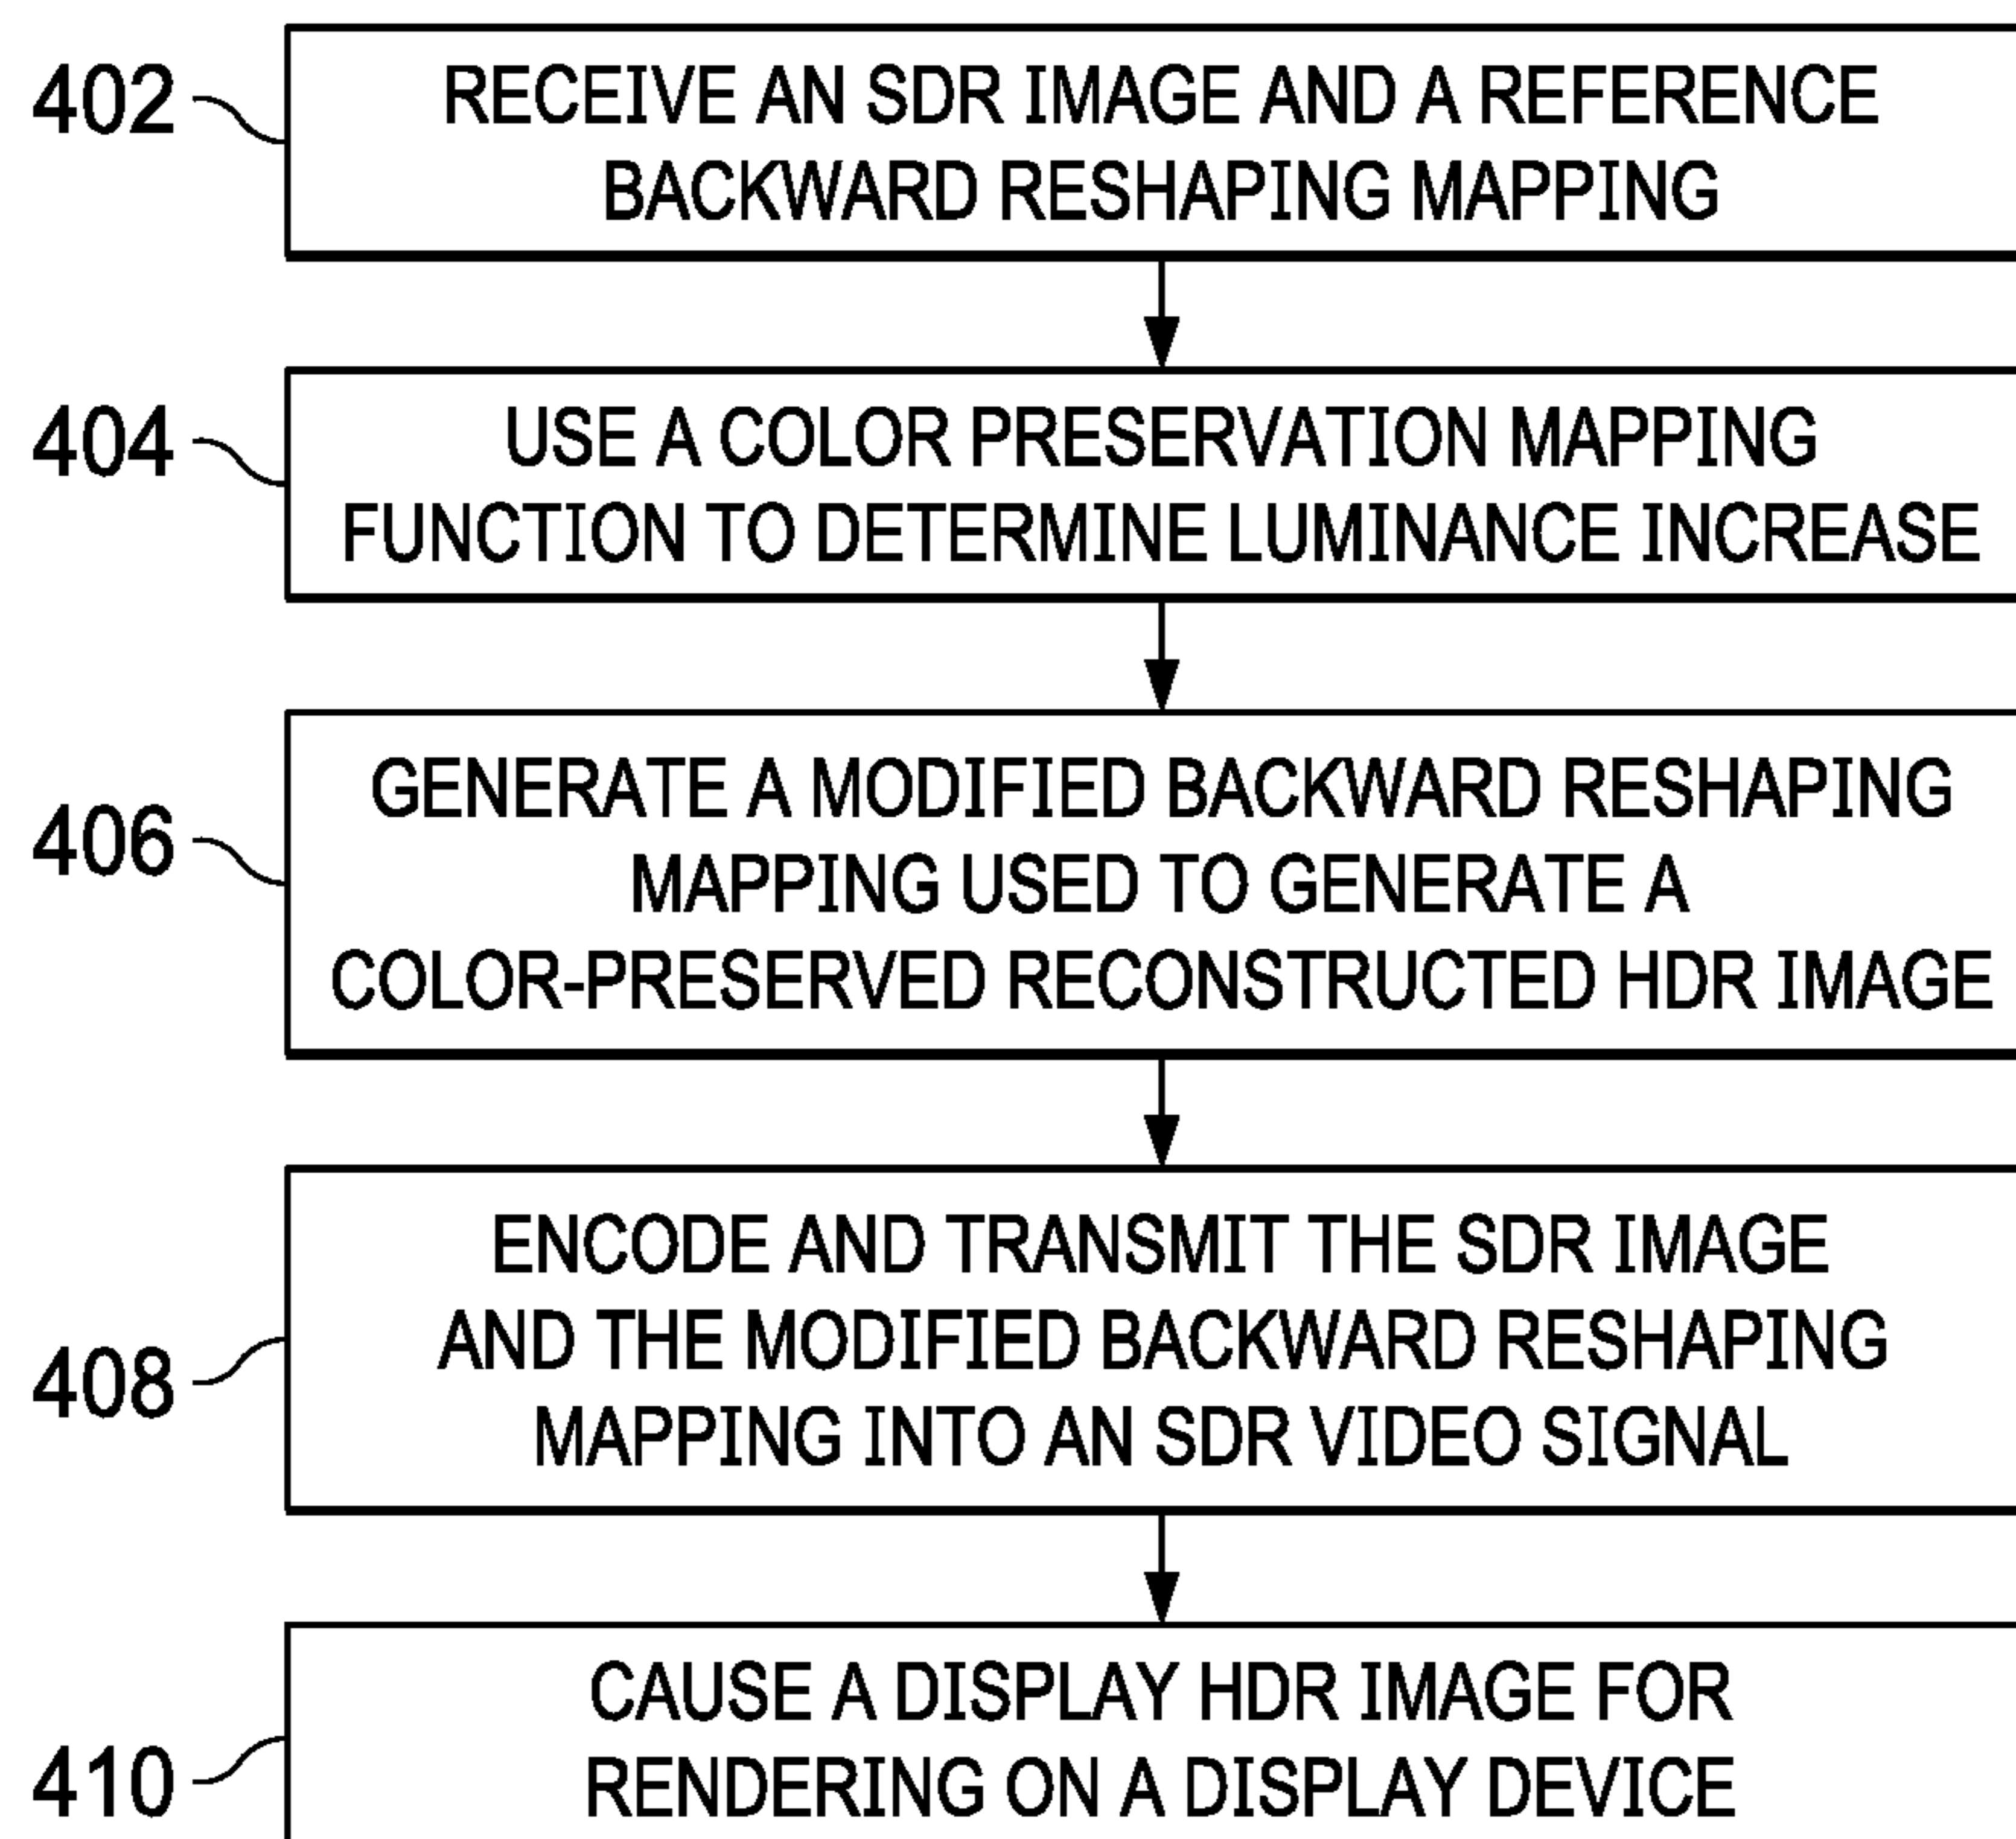 402
RECEIVE AN SDR IMAGE AND A REFERENCE
BACKWARD RESHAPING MAPPING
404
USE A COLOR PRESERVATION MAPPING
FUNCTION TO DETERMINE LUMINANCE INCREASE
406
GENERATE A MODIFIED BACKWARD RESHAPING
MAPPING USED TO GENERATE A
COLOR-PRESERVED RECONSTRUCTED HDR IMAGE
408
ENCODE AND TRANSMIT THE SDR IMAGE
AND THE MODIFIED BACKWARD RESHAPING
MAPPING INTO AN SDR VIDEO SIGNAL
410
CAUSE A DISPLAY HDR IMAGE FOR
RENDERING ON A DISPLAY DEVICE